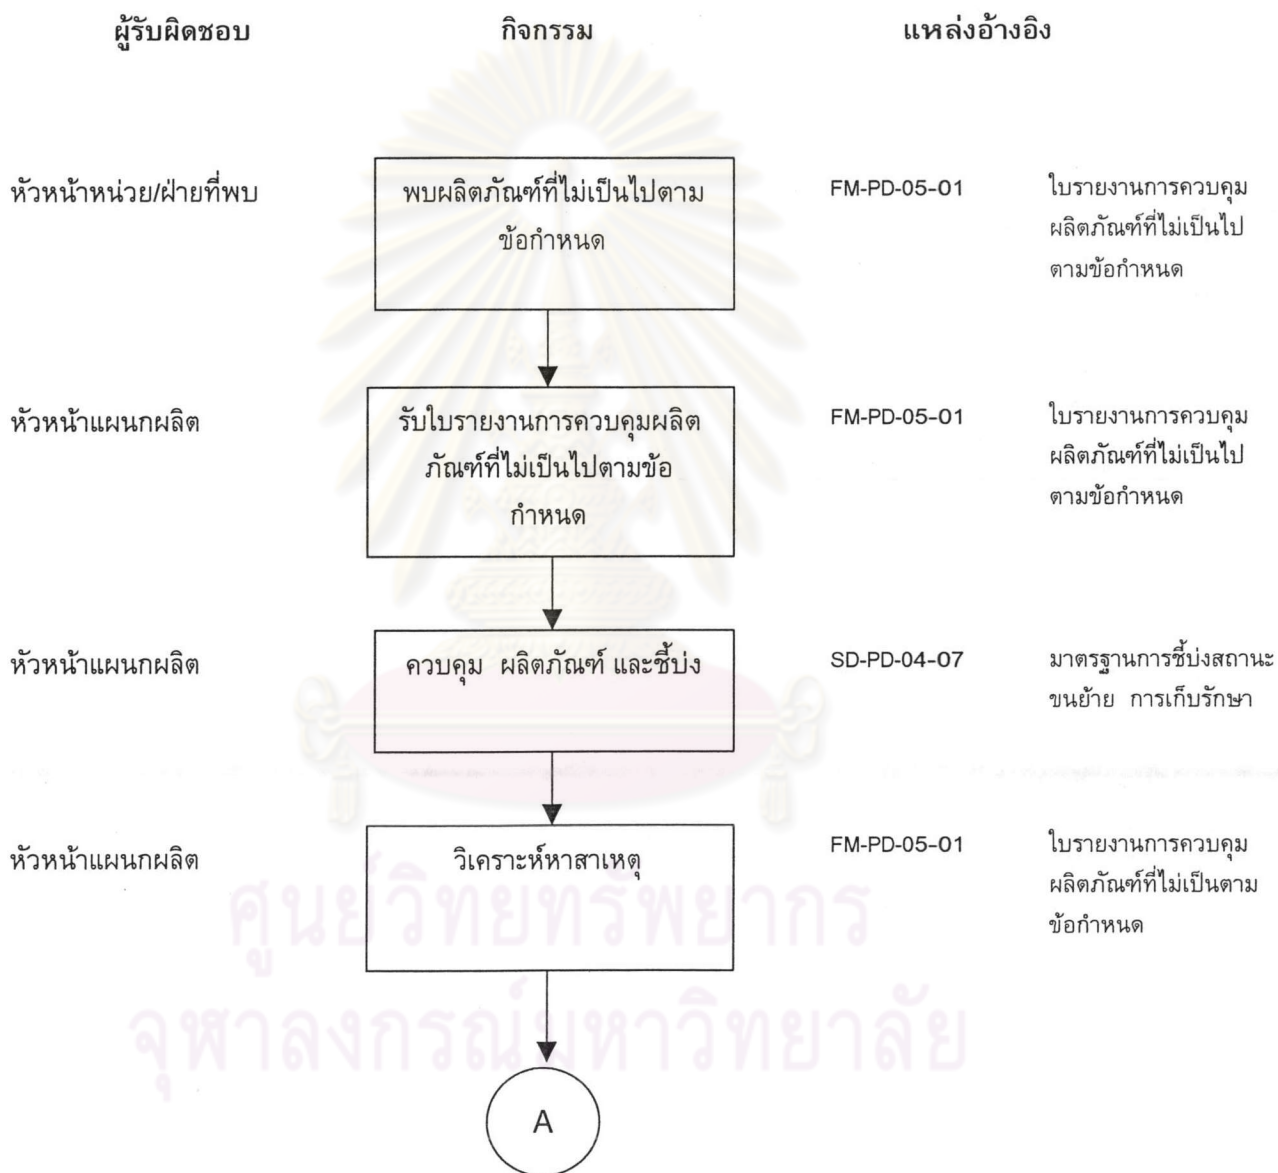 ผู้รับผิดชอบ กิจกรรม แหล่งอ้างอิง
หัวหน้าหน่วย/ฝ่ายที่พบ
พบผลิตภัณฑ์ที่ไม่เป็นไปตาม
ข้อกำหนด
FM-PD-05-01
ใบรายงานการควบคุม
ผลิตภัณฑ์ที่ไม่เป็นไป
ตามข้อกำหนด
หัวหน้าแผนกผลิต
รับใบรายงานการควบคุมผลิต
ภัณฑ์ที่ไม่เป็นไปตามข้อ
กำหนด
FM-PD-05-01
ใบรายงานการควบคุม
ผลิตภัณฑ์ที่ไม่เป็นไป
ตามข้อกำหนด
หัวหน้าแผนกผลิต
ควบคุม ผลิตภัณฑ์ และชี้บ่ง
SD-PD-04-07
มาตรฐานการชี้บ่งสถานะ
ขนย้าย การเก็บรักษา
หัวหน้าแผนกผลิต
วิเคราะห์หาสาเหตุ
FM-PD-05-01
ใบรายงานการควบคุม
ผลิตภัณฑ์ที่ไม่เป็นตาม
ข้อกำหนด
ศูนย์วิทยทรัพยากร
จุฬาลงกรณ์มหาวิทยาลัย
A